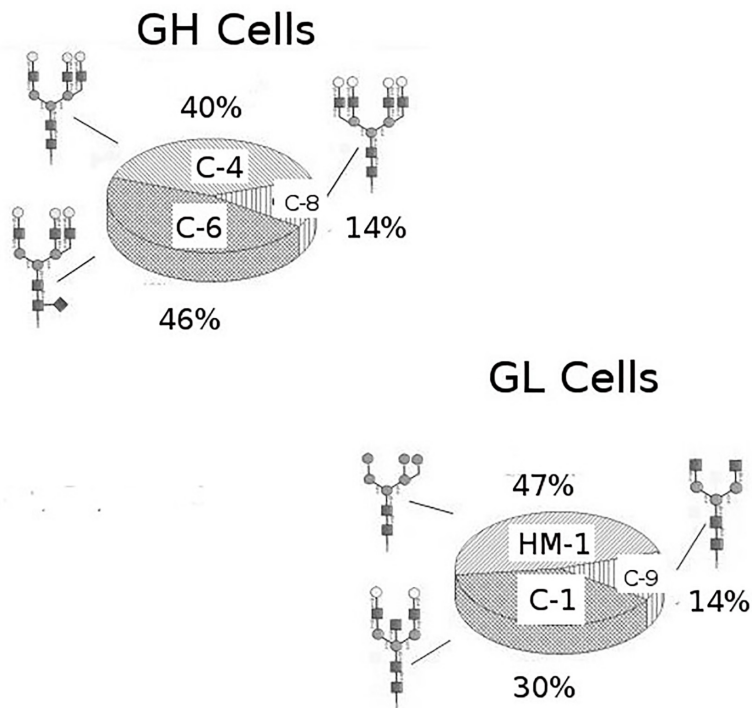 GH Cells
40%
C-4
C-8
C-6
14%
46%
GL Cells
47%
HM-1
C-9
C-1
14%
30%